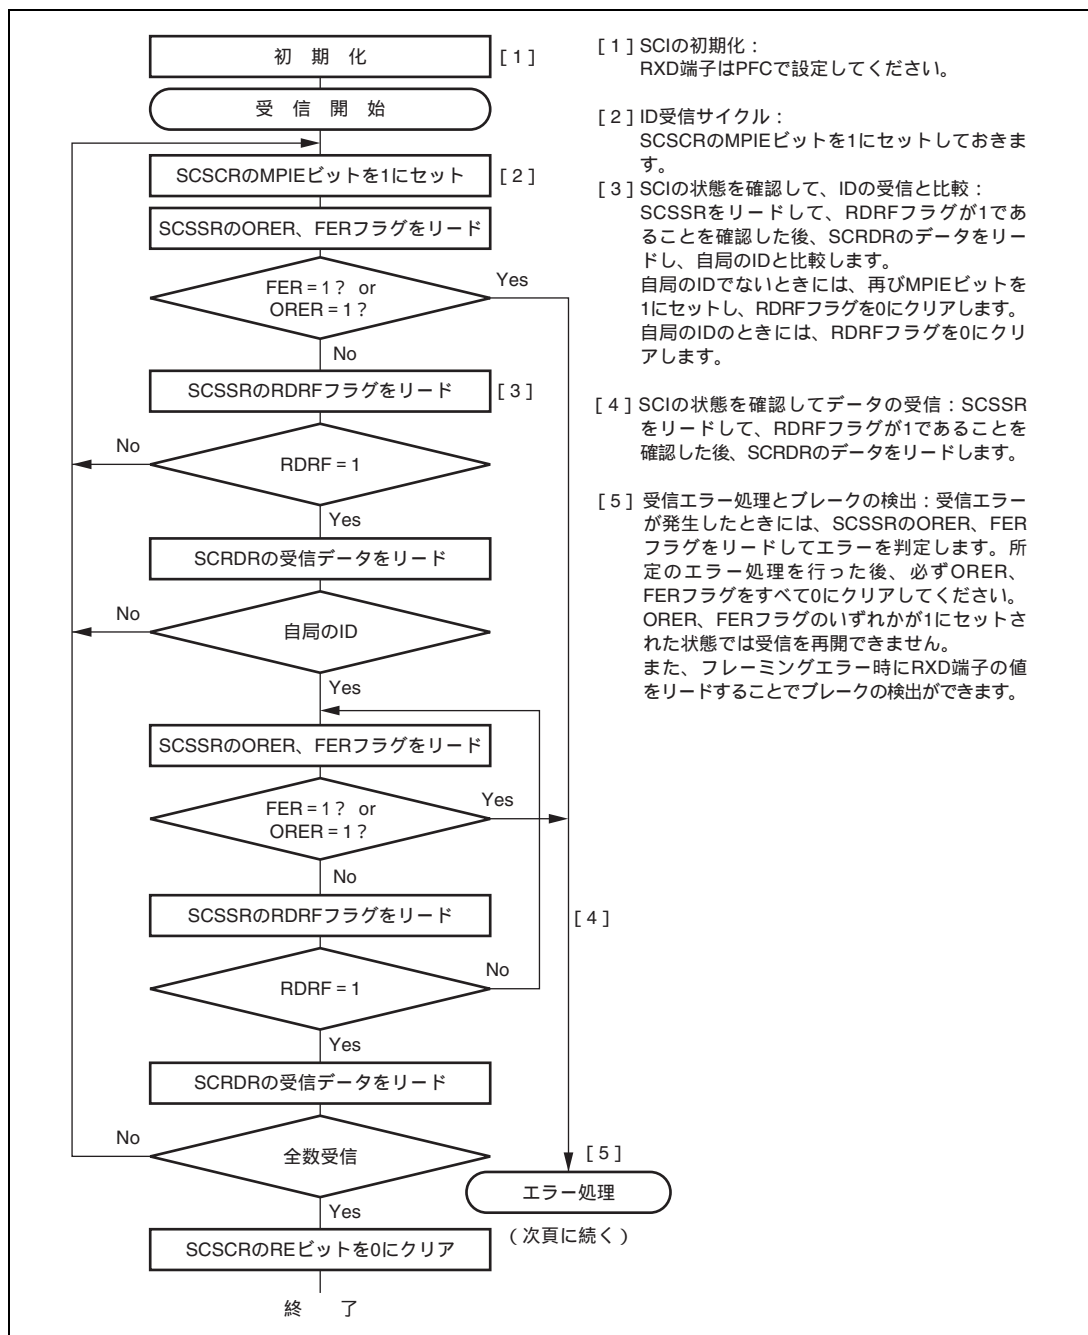 初 期 化 [ 1 ]
受 信 開 始
SCSCRのMPIEビットを1にセット [ 2 ]
SCSSRのORER、FERフラグをリード
FER = 1？ or
ORER = 1？
Yes
No
SCSSRのRDRFフラグをリード [ 3 ]
No
RDRF = 1
Yes
SCRDRの受信データをリード
No
自局のID
Yes
SCSSRのORER、FERフラグをリード
FER = 1？ or
ORER = 1？
Yes
No
SCSSRのRDRFフラグをリード
[ 4 ]
No
RDRF = 1
Yes
SCRDRの受信データをリード
No
全数受信
[ 5 ]
エラー処理
Yes
（次頁に続く）
SCSCRのREビットを0にクリア
終 了
[ 1 ] SCIの初期化：
RXD端子はPFCで設定してください。
[ 2 ] ID受信サイクル：
SCSCRのMPIEビットを1にセットしておきま
す。
[ 3 ] SCIの状態を確認して、IDの受信と比較：
SCSSRをリードして、RDRFフラグが1であ
ることを確認した後、SCRDRのデータをリー
ドし、自局のIDと比較します。
自局のIDでないときには、再びMPIEビットを
1にセットし、RDRFフラグを0にクリアします。
自局のIDのときには、RDRFフラグを0にクリ
アします。
[ 4 ] SCIの状態を確認してデータの受信：SCSSR
をリードして、RDRFフラグが1であることを
確認した後、SCRDRのデータをリードします。
[ 5 ] 受信エラー処理とブレークの検出：受信エラー
が発生したときには、SCSSRのORER、FER
フラグをリードしてエラーを判定します。所
定のエラー処理を行った後、必ずORER、
FERフラグをすべて0にクリアしてください。
ORER、FERフラグのいずれかが1にセットさ
れた状態では受信を再開できません。
また、フレーミングエラー時にRXD端子の値
をリードすることでブレークの検出ができます。